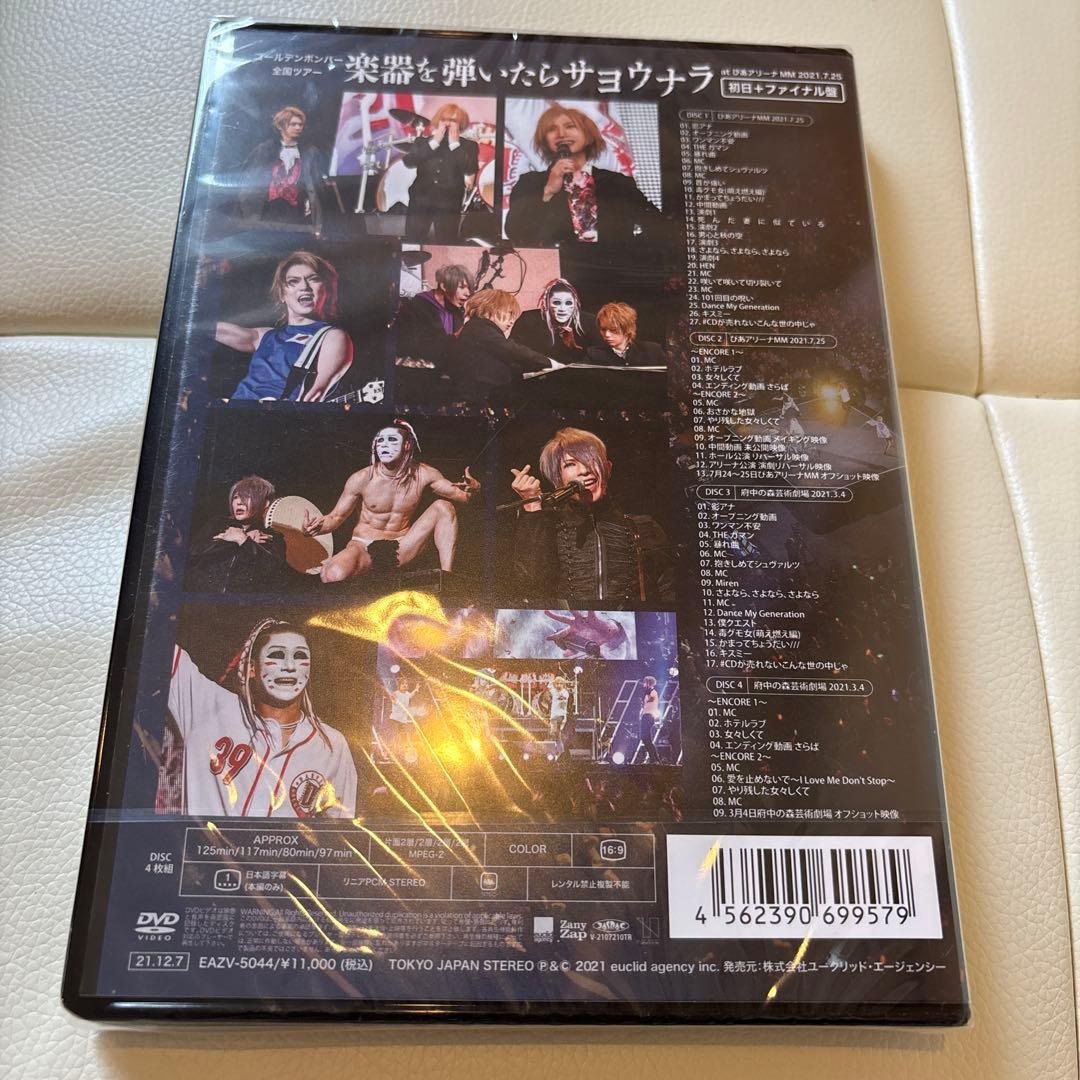 ゴールデンボンバー
全国ツアー
楽器を弾いたらサヨウナラ
at ぴあアリーナMM 2021.7.25
初日+ファイナル盤
DISC 1 ぴあアリーナMM 2021.7.25
01. 影アナ
02. オープニング動画
03. ワンマン不安
04. THE ガマン
05. 暴れ曲
06. MC
07. 抱きしめてシュヴァルツ
08. MC
09. 首が痛い
10. 毒グモ女(萌え燃え編)
11. かまってちょうだい///
12. 中間動画
13. 演劇1
14. 死んだ妻に似ている
15. 演劇2
16. 男心と秋の空
17. 演劇3
18. さよなら、さよなら、さよなら
19. 演劇4
20. HEN
21. MC
22. 咲いて咲いて切り裂いて
23. MC
24. 101回目の呪い
25. Dance My Generation
26. キスミー
27. #CDが売れないこんな世の中じゃ
DISC 2 ぴあアリーナMM 2021.7.25
〜ENCORE 1〜
01. MC
02. ホテルラブ
03. 女々しくて
04. エンディング動画 さらば
〜ENCORE 2〜
05. MC
06. おさかな地獄
07. やり残した女々しくて
08. MC
09. オープニング動画 メイキング映像
10. 中間動画 未公開映像
11. ホール公演 リハーサル映像
12. アリーナ公演 演劇リハーサル映像
13. 7月24〜25日ぴあアリーナMM オフショット映像
DISC 3 府中の森芸術劇場 2021.3.4
01. 影アナ
02. オープニング動画
03. ワンマン不安
04. THE ガマン
05. 暴れ曲
06. MC
07. 抱きしめてシュヴァルツ
08. MC
09. Miren
10. さよなら、さよなら、さよなら
11. MC
12. Dance My Generation
13. 僕クエスト
14. 毒グモ女(萌え燃え編)
15. かまってちょうだい///
16. キスミー
17. #CDが売れないこんな世の中じゃ
DISC 4 府中の森芸術劇場 2021.3.4
〜ENCORE 1〜
01. MC
02. ホテルラブ
03. 女々しくて
04. エンディング動画 さらば
〜ENCORE 2〜
05. MC
06. 愛を止めないで〜I Love Me Don't Stop〜
07. やり残した女々しくて
08. MC
09. 3月4日府中の森芸術劇場 オフショット映像
39
DISC
4枚組
APPROX
125min/117min/80min/97min
片面2層/2層/2層/2層
MPEG-2
COLOR
16:9
1 日本語字幕
(本編のみ)
リニアPCM STEREO
レンタル禁止複製不能
DVD
VIDEO
WARNING:All Rights Reserved. Unauthorized duplication is a violation of applicable laws.
Zany
Zap
V-2107210TR
4 562390 699579
21.12.7
EAZV-5044/¥11,000 (税込) TOKYO JAPAN STEREO Ⓟ&© 2021 euclid agency inc. 発売元:株式会社ユークリッド・エージェンシー